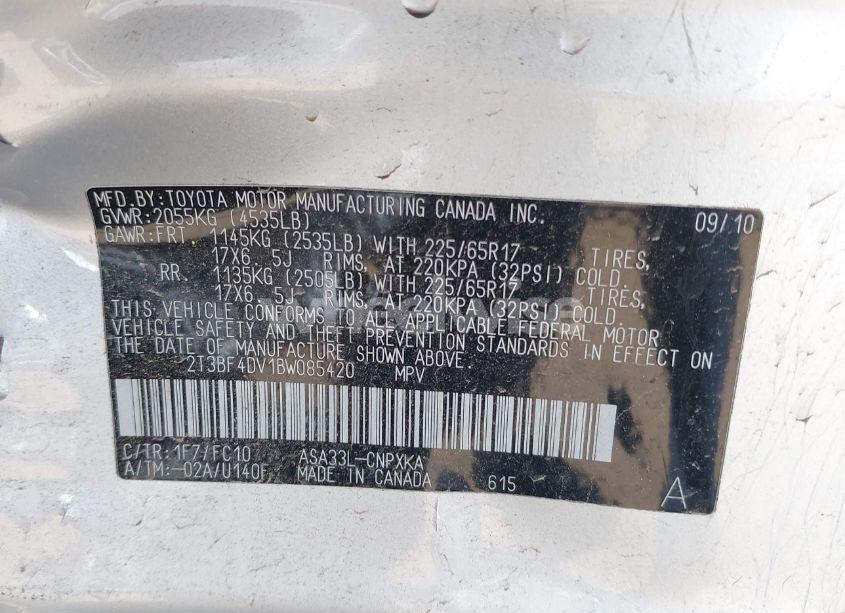 MFD.BY:TOYOTA MOTOR MANUFACTURING CANADA INC. 09/10
GVWR:2055KG (4535LB)
GAWR:FRT. 1145KG (2535LB) WITH 225/65R17 TIRES,
17X6 5J RIMS, AT 220KPA (32PSI) COLD.
RR. 1135KG (2505LB) WITH 225/65R17 TIRES,
17X6 5J RIMS, AT 220KPA (32PSI) COLD.
THIS VEHICLE CONFORMS TO ALL APPLICABLE FEDERAL MOTOR
VEHICLE SAFETY AND THEFT PREVENTION STANDARDS IN EFFECT ON
THE DATE OF MANUFACTURE SHOWN ABOVE.
2T3BF4DV1BW085420 MPV
C/TR:1F7/FC10 ASA33L-CNPXKA
A/TM:-02A/U140F MADE IN CANADA 615 A